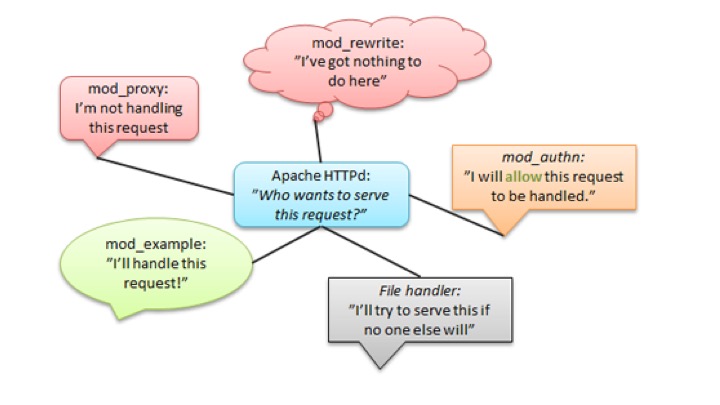 mod_rewrite:
"I've got nothing to
do here"
mod_proxy:
I'm not handling
this request
Apache HTTPd:
"Who wants to serve
this request?"
mod_authn:
"I will allow this request
to be handled."
mod_example:
"I'll handle this
request!"
File handler:
"I'll try to serve this if
no one else will"